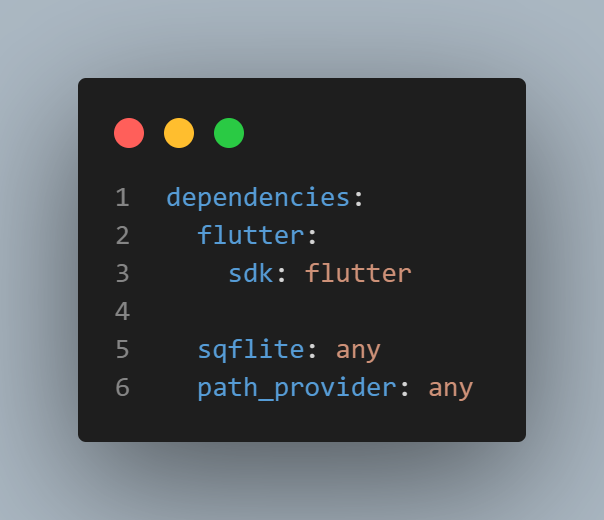 1 dependencies:
2   flutter:
3     sdk: flutter
4
5   sqflite: any
6   path_provider: any